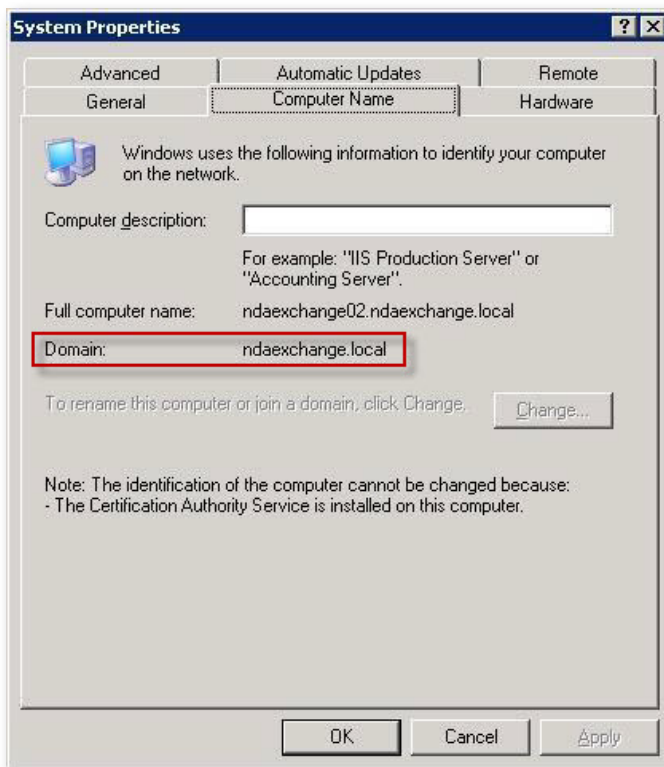 System Properties
Advanced
Automatic Updates
Remote
General
Computer Name
Hardware
Windows uses the following information to identify your computer
on the network.
Computer description:
For example: "IIS Production Server" or
"Accounting Server".
Full computer name: ndaexchange02.ndaexchange.local
Domain: ndaexchange.local
To rename this computer or join a domain, click Change.
Change...
Note: The identification of the computer cannot be changed because:
- The Certification Authority Service is installed on this computer.
OK
Cancel
Apply